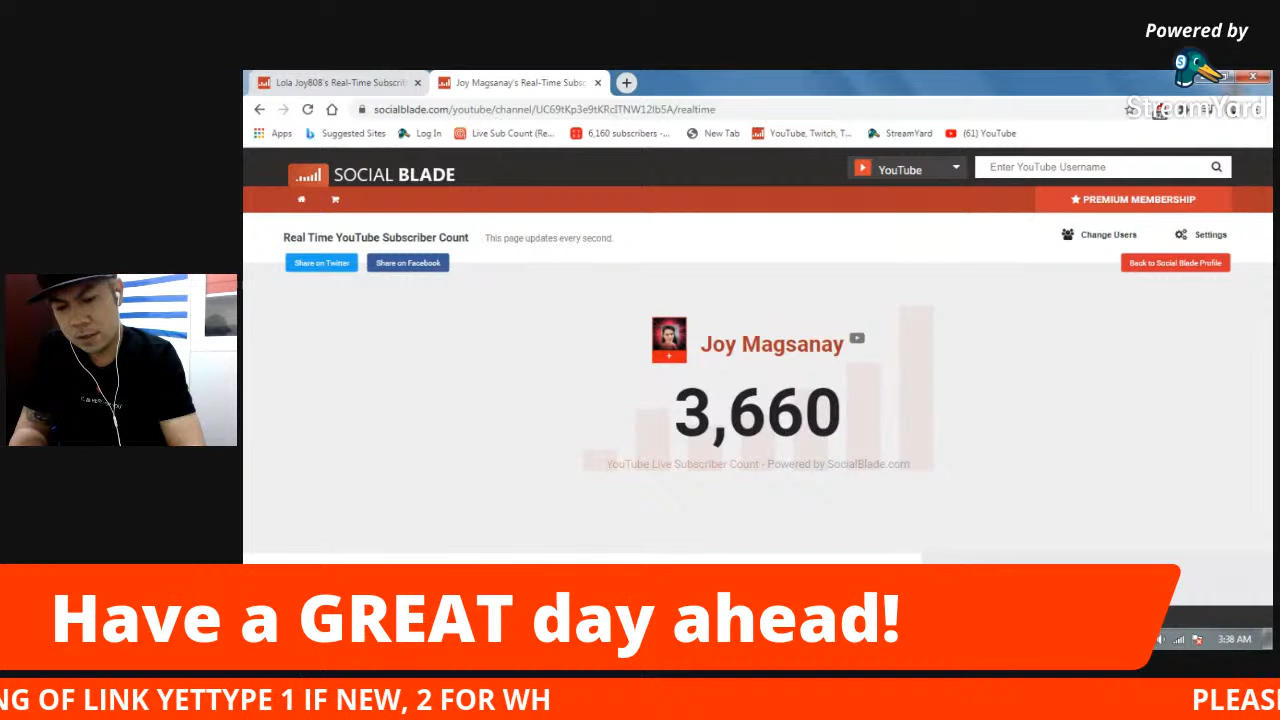 Powered by
StreamYard
Lola Joy808's Real-Time Subscrib
Joy Magsanay's Real-Time Subsc
socialblade.com/youtube/channel/UC69tKp3e9tKRcITNW12Ib5A/realtime
Apps
Suggested Sites
Log In
Live Sub Count (Re...
6,160 subscribers -...
New Tab
YouTube, Twitch, T...
StreamYard
(61) YouTube
SOCIAL BLADE
YouTube
Enter YouTube Username
PREMIUM MEMBERSHIP
Real Time YouTube Subscriber Count
This page updates every second.
Change Users
Settings
Share on Twitter
Share on Facebook
Back to Social Blade Profile
Joy Magsanay
3,660
YouTube Live Subscriber Count - Powered by SocialBlade.com
Have a GREAT day ahead!
3:38 AM
NG OF LINK YETTYPE 1 IF NEW, 2 FOR WH
PLEAS